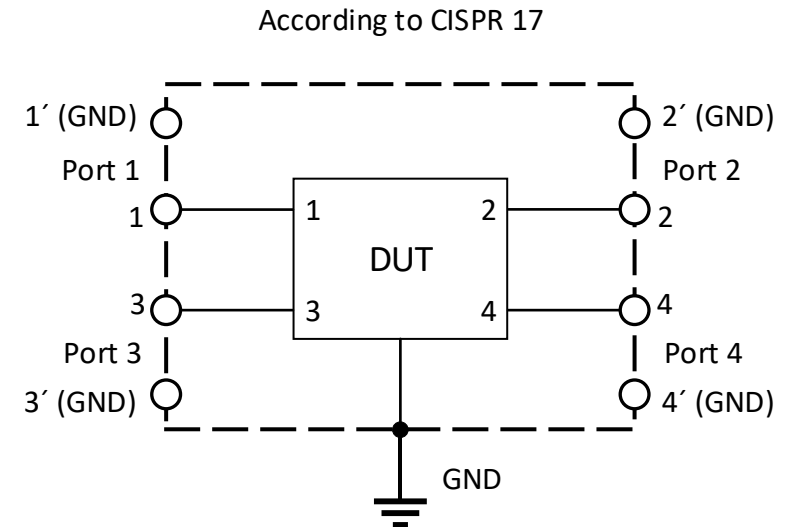 According to CISPR 17
1´ (GND)
2´ (GND)
Port 1
Port 2
1
1
2
2
DUT
3
3
4
4
Port 3
Port 4
3´ (GND)
4´ (GND)
GND